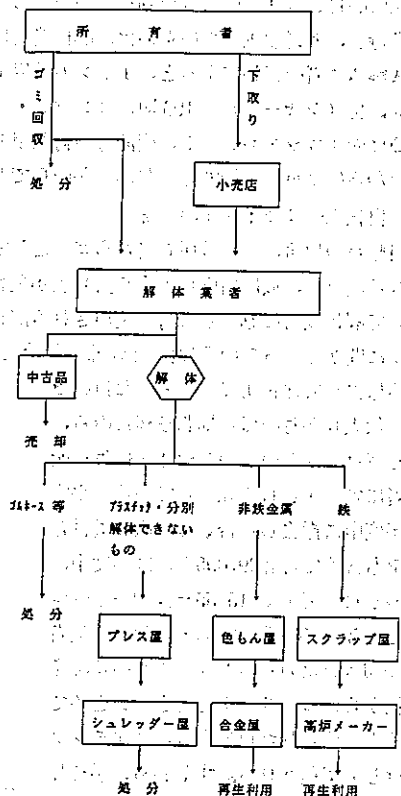 所有者
ゴミ回収
下取り
処分
小売店
解体業者
中古品
解体
売却
ゴムホース等
プラスチック・分別
解体できない
もの
非鉄金属
鉄
処分
プレス屋
色もん屋
スクラップ屋
シュレッダー屋
合金屋
高炉メーカー
処分
再生利用
再生利用